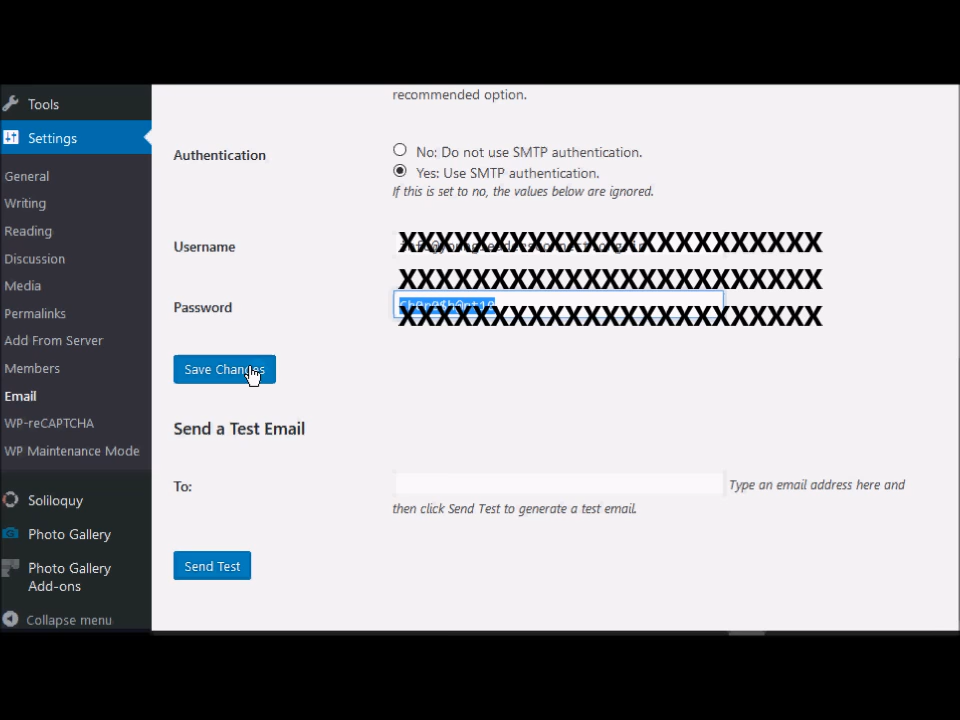 recommended option.
Tools
Settings
General
Writing
Reading
Discussion
Media
Permalinks
Add From Server
Members
Email
WP-reCAPTCHA
WP Maintenance Mode
Soliloquy
Photo Gallery
Photo Gallery
Add-ons
Collapse menu
Authentication
No: Do not use SMTP authentication.
Yes: Use SMTP authentication.
If this is set to no, the values below are ignored.
Username
XXXXXXXXXXXXXXXXXXXXXXX
XXXXXXXXXXXXXXXXXXXXXXX
Password
XXXXXXXXXXXXXXXXXXXXXXX
Save Changes
Send a Test Email
To:
Type an email address here and
then click Send Test to generate a test email.
Send Test